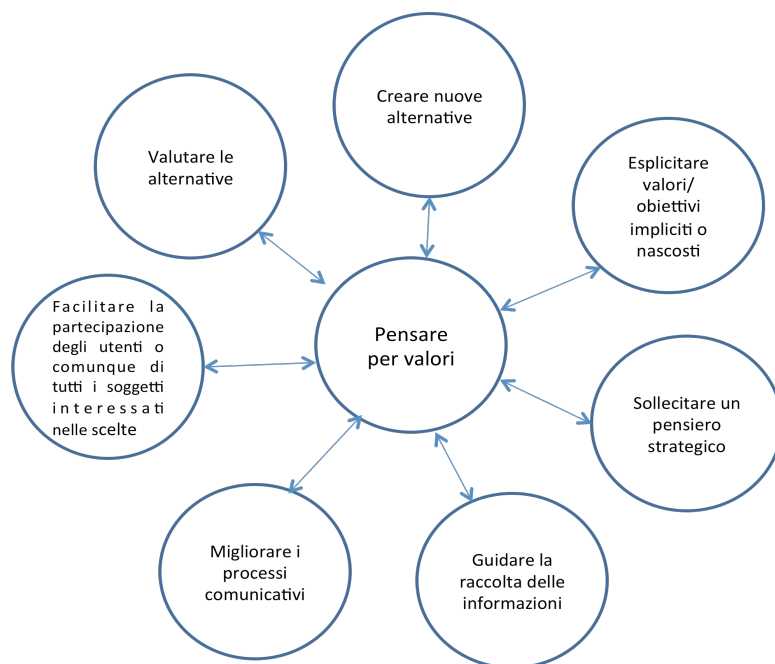 Creare nuove
alternative
Valutare le
alternative
Esplicitare
valori/
obiettivi
impliciti o
nascosti
Facilitare la
partecipazione
degli utenti o
comunque di
tutti i soggetti
interessati
nelle scelte
Pensare
per valori
Sollecitare un
pensiero
strategico
Migliorare i
processi
comunicativi
Guidare la
raccolta delle
informazioni